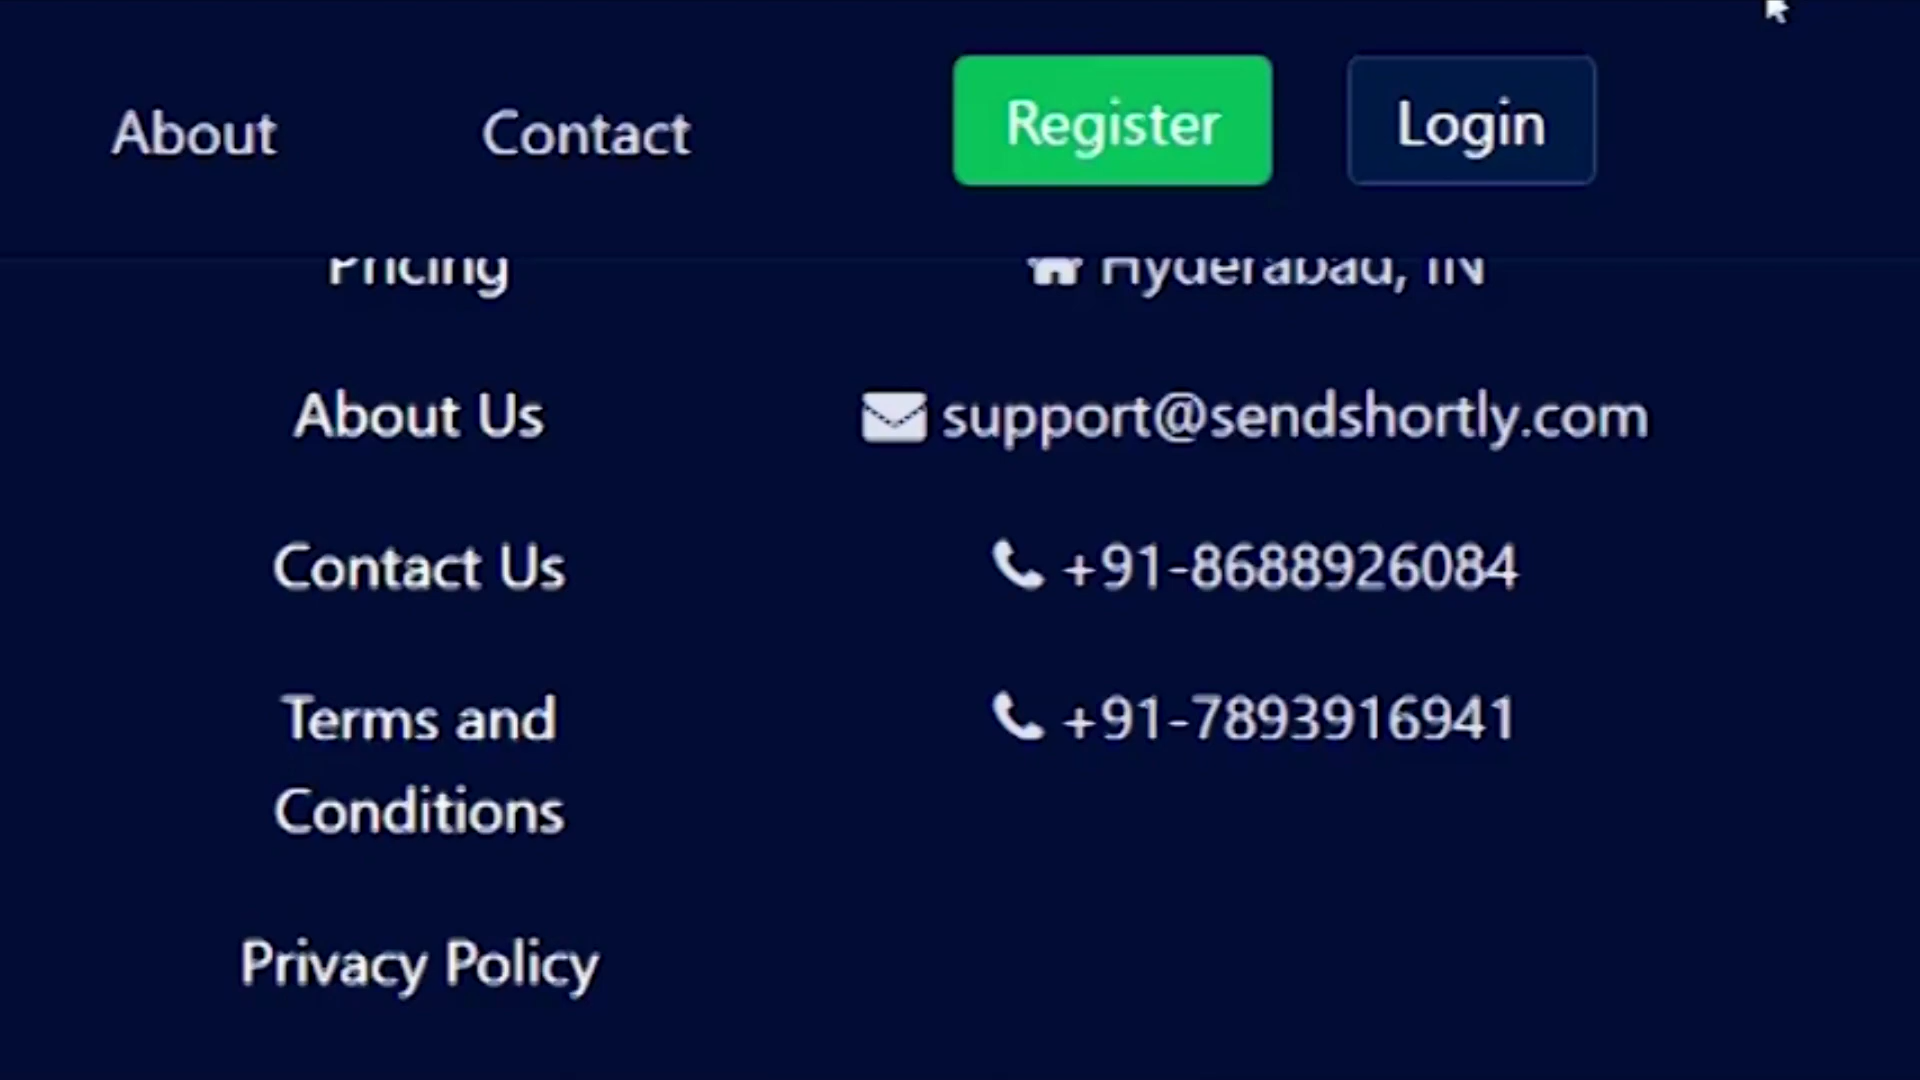 About Contact Register Login
Pricing
Hyderabad, IN
About Us
support@sendshortly.com
Contact Us
+91-8688926084
Terms and
Conditions
+91-7893916941
Privacy Policy